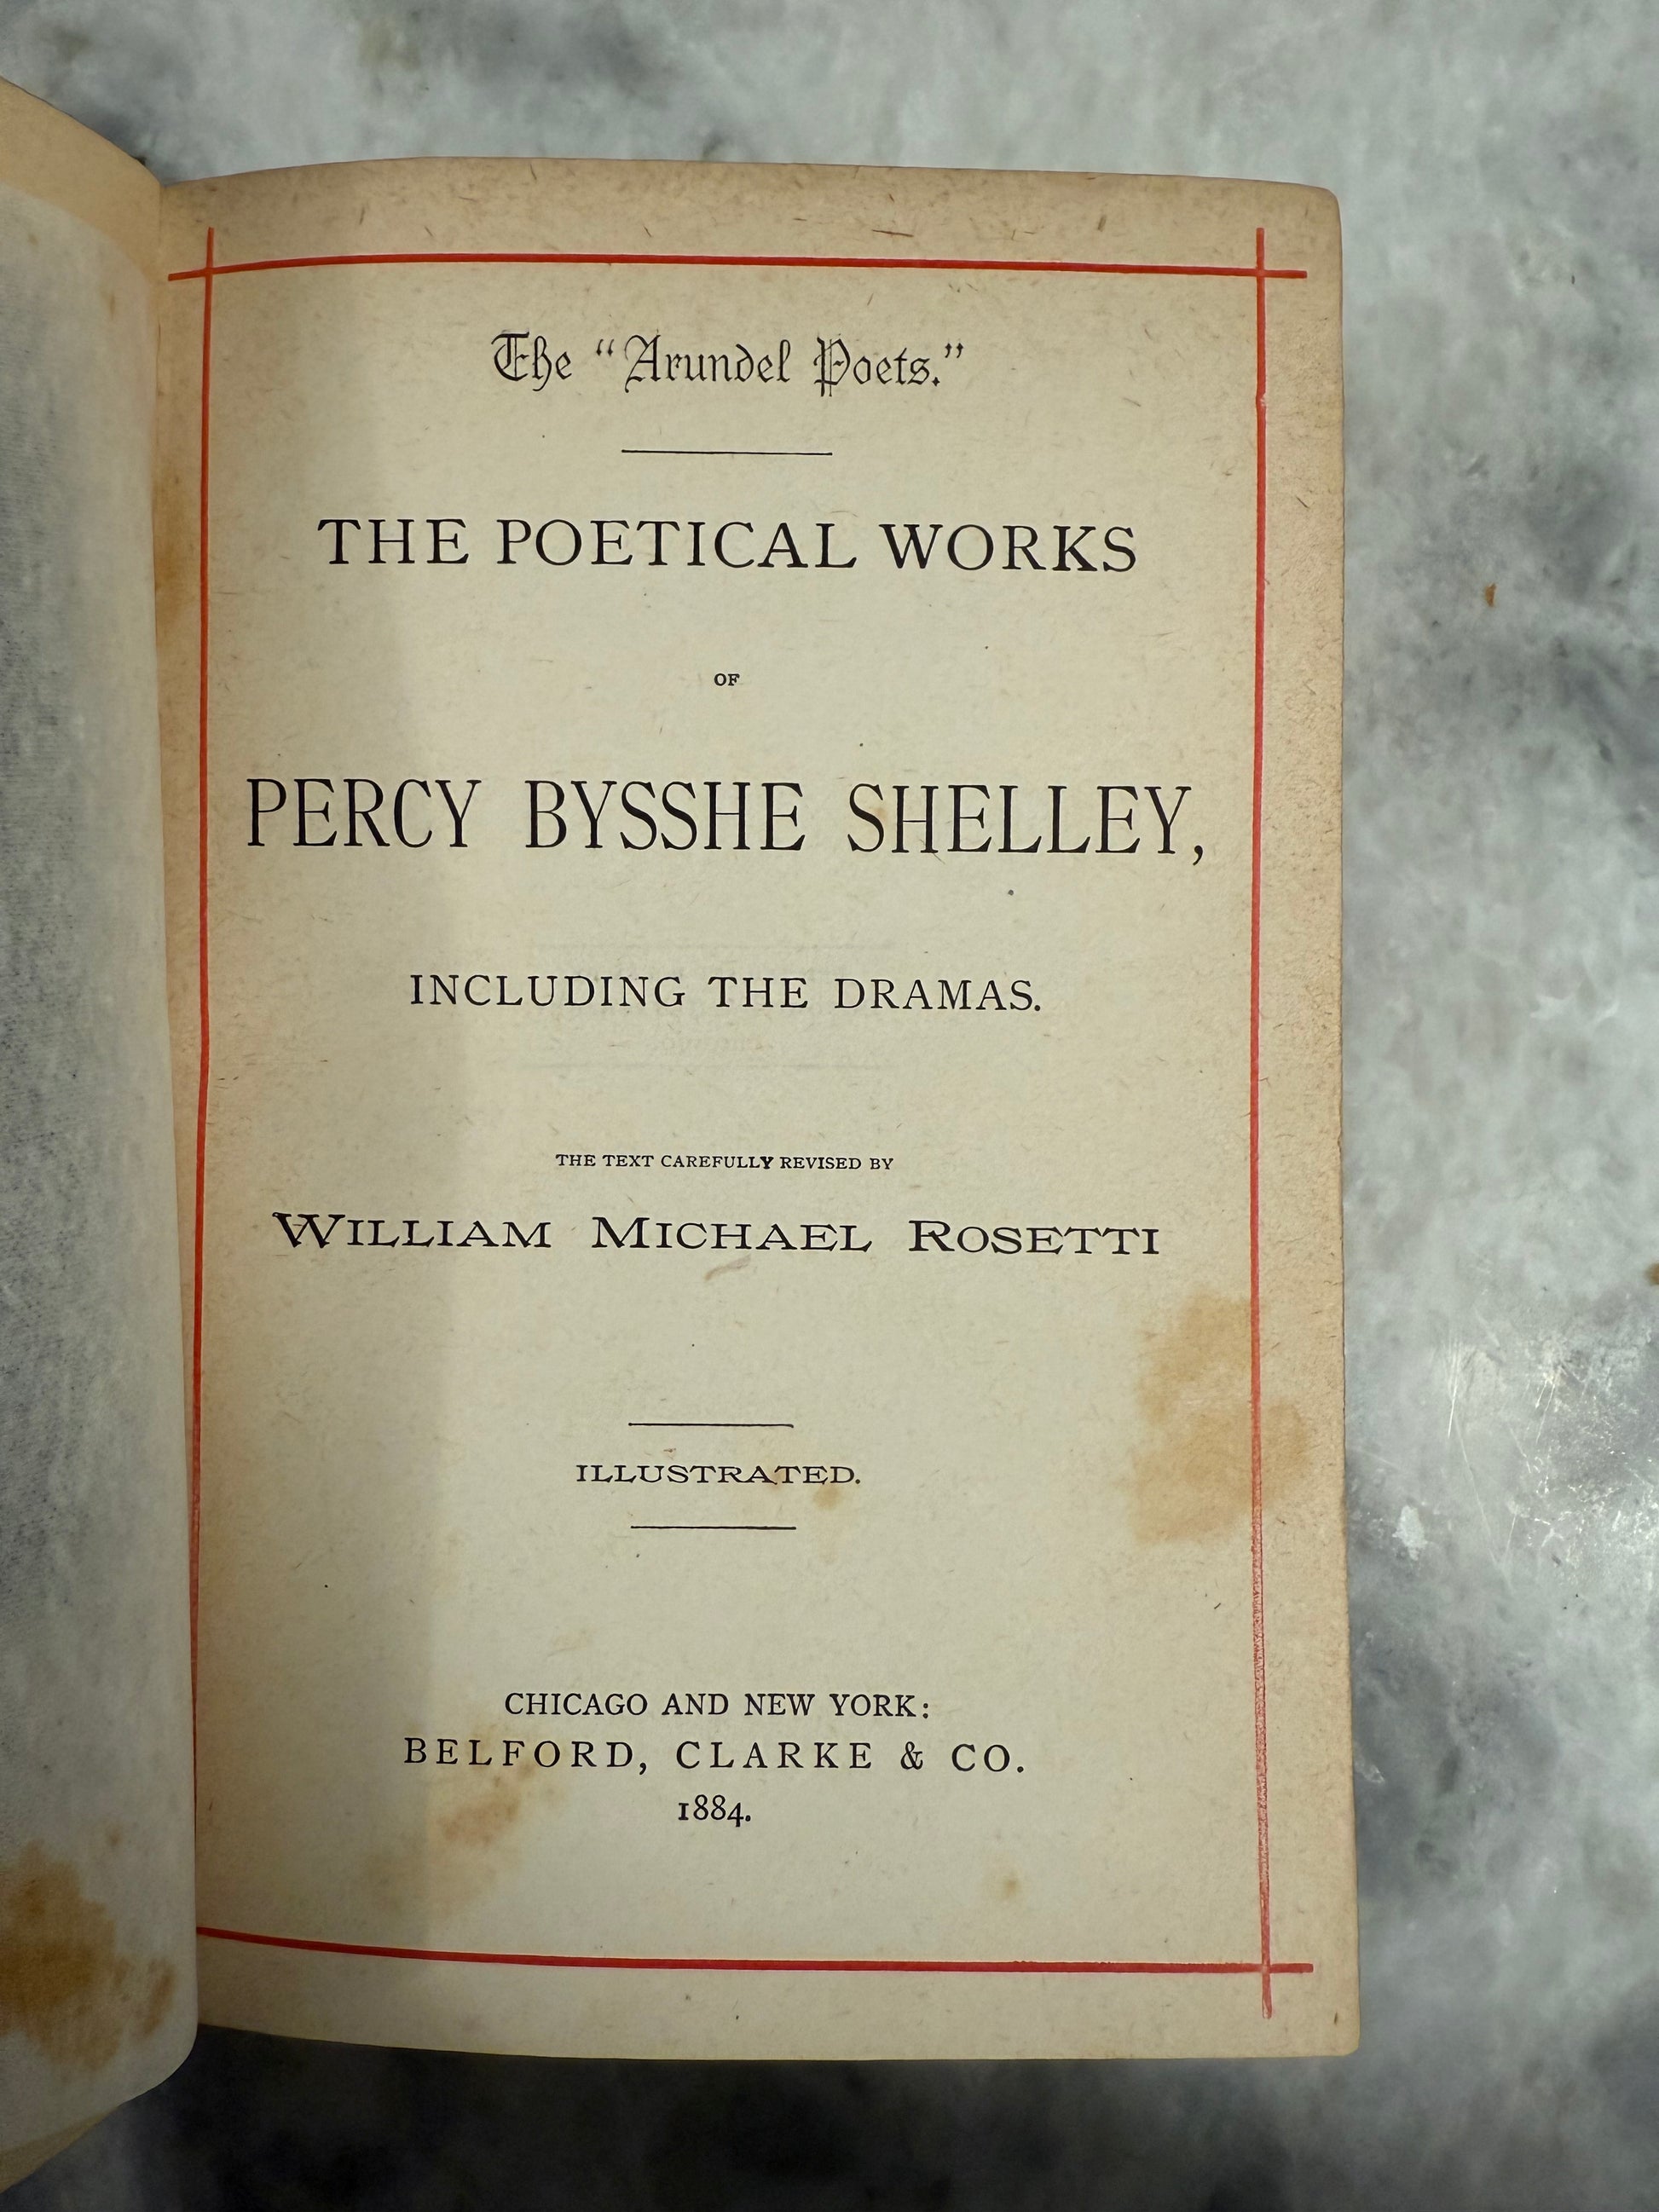 The “Arundel Poets.”
THE POETICAL WORKS
OF
PERCY BYSSHE SHELLEY,
INCLUDING THE DRAMAS.
THE TEXT CAREFULLY REVISED BY
WILLIAM MICHAEL ROSETTI
ILLUSTRATED.
CHICAGO AND NEW YORK:
BELFORD, CLARKE & CO.
1884.